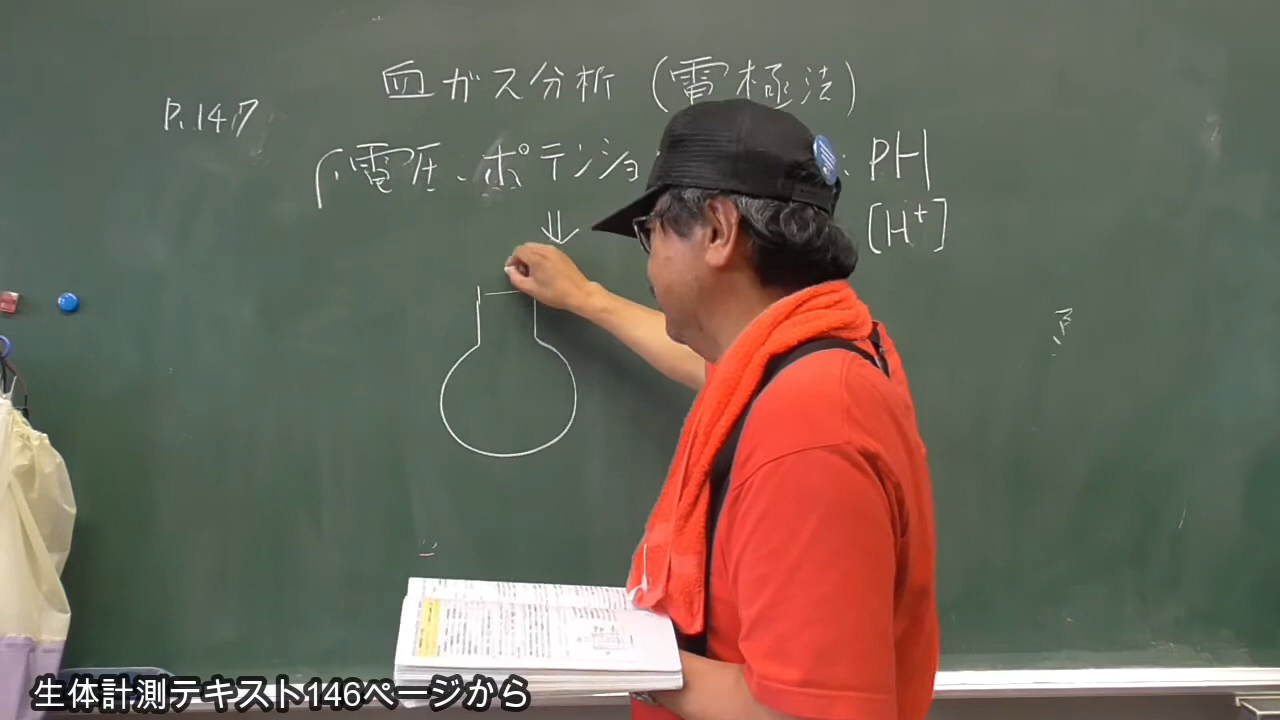 血ガス分析 (電極法)
P.147
電圧 ポテンショ : PH
[H+]
生体計測テキスト146ページから